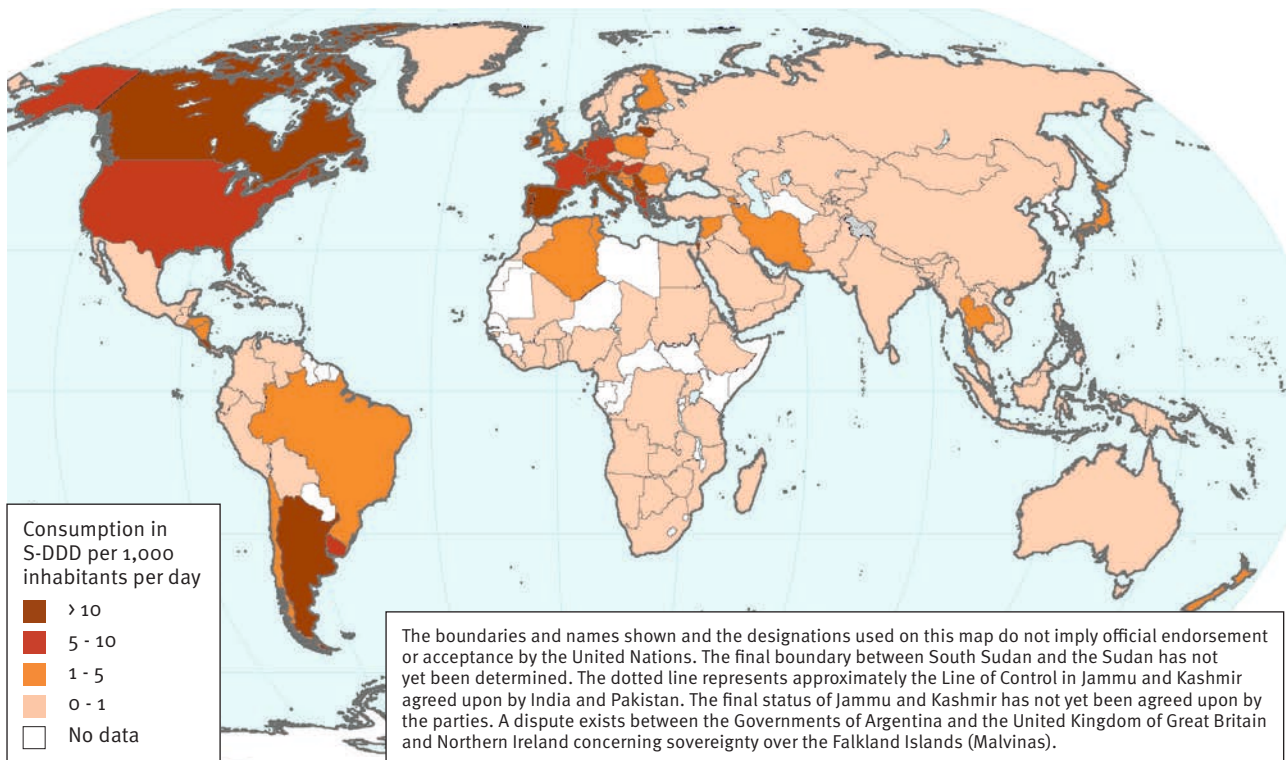 Consumption in
S-DDD per 1,000
inhabitants per day
> 10
5 - 10
1 - 5
0 - 1
No data
The boundaries and names shown and the designations used on this map do not imply official endorsement
or acceptance by the United Nations. The final boundary between South Sudan and the Sudan has not
yet been determined. The dotted line represents approximately the Line of Control in Jammu and Kashmir
agreed upon by India and Pakistan. The final status of Jammu and Kashmir has not yet been agreed upon by
the parties. A dispute exists between the Governments of Argentina and the United Kingdom of Great Britain
and Northern Ireland concerning sovereignty over the Falkland Islands (Malvinas).